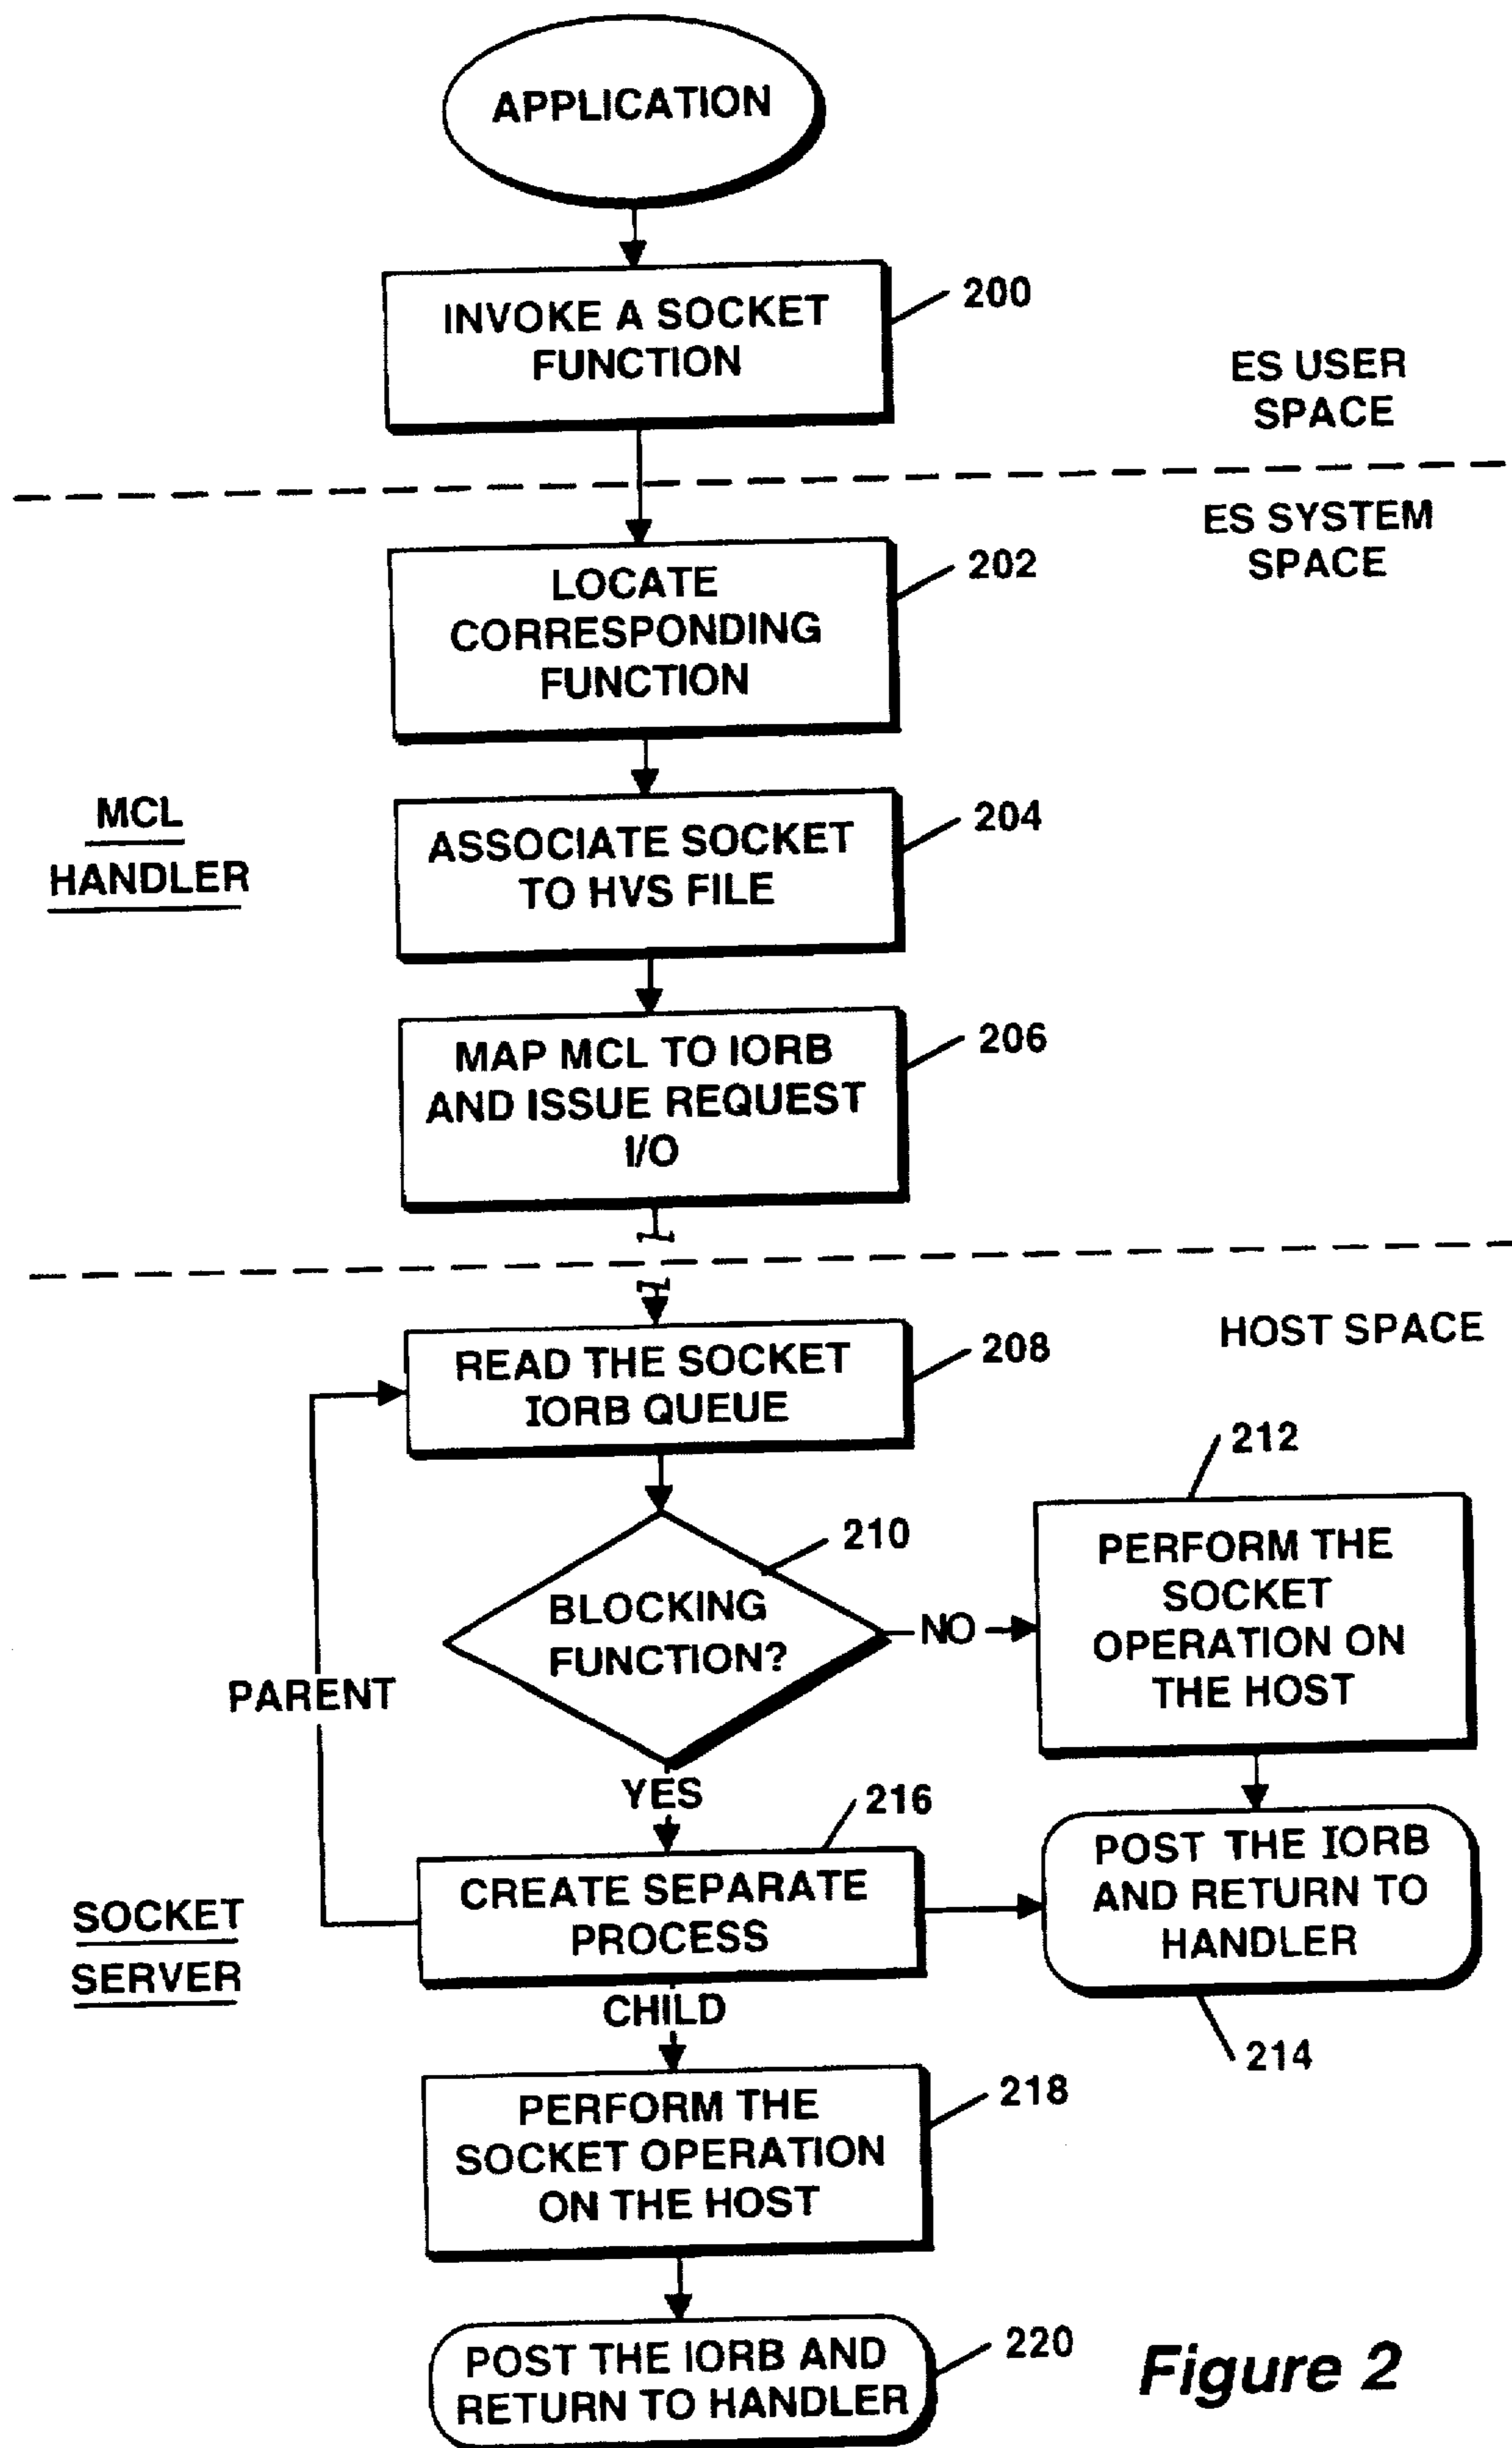 APPLICATION
INVOKE A SOCKET
FUNCTION
200
ES USER
SPACE
ES SYSTEM
SPACE
LOCATE
CORRESPONDING
FUNCTION
202
MCL
HANDLER
ASSOCIATE SOCKET
TO HVS FILE
204
MAP MCL TO IORB
AND ISSUE REQUEST
I/O
206
HOST SPACE
READ THE SOCKET
IORB QUEUE
208
BLOCKING
FUNCTION?
210
NO
212
PERFORM THE
SOCKET
OPERATION ON
THE HOST
PARENT
YES
216
CREATE SEPARATE
PROCESS
POST THE IORB
AND RETURN TO
HANDLER
214
SOCKET
SERVER
CHILD
PERFORM THE
SOCKET OPERATION
ON THE HOST
218
POST THE IORB AND
RETURN TO HANDLER
220
Figure 2